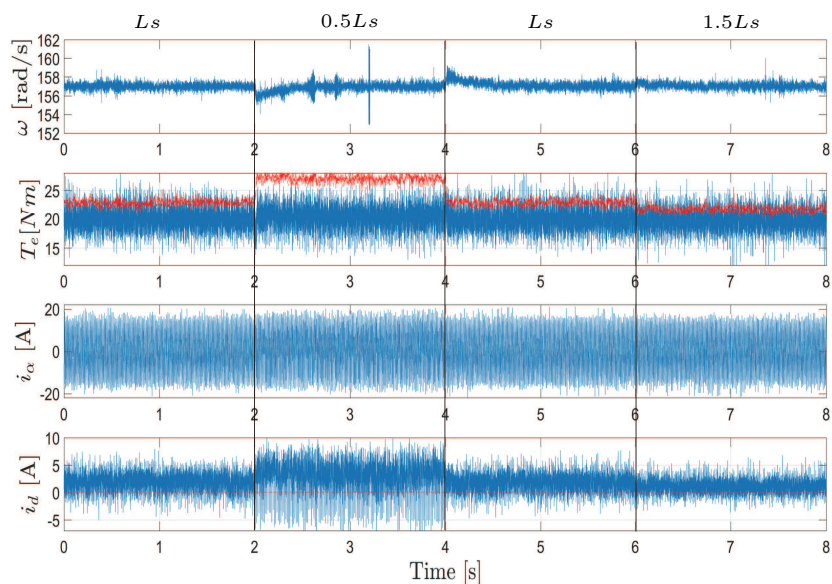 Ls 0.5Ls Ls 1.5Ls
162
160
158
156
154
152
ω [rad/s]
0 1 2 3 4 5 6 7 8
25
20
15
T_e[Nm]
0 1 2 3 4 5 6 7 8
20
0
-20
i_α [A]
0 1 2 3 4 5 6 7 8
10
5
0
-5
i_d [A]
0 1 2 3 4 5 6 7 8
Time [s]